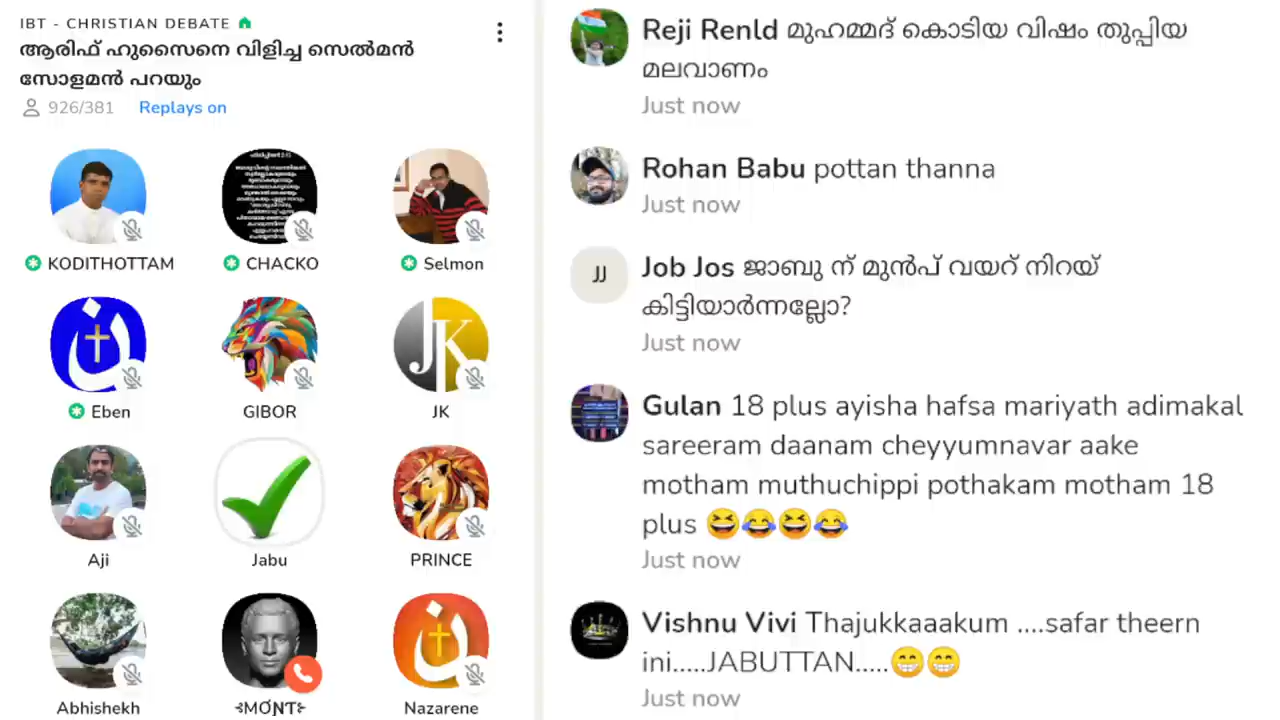 IBT - CHRISTIAN DEBATE
ആരിഫ് ഹുസൈനെ വിളിച്ച സെൽമൻ
സോളമൻ പറയും
926/381 Replays on
KODITHOTTAM
CHACKO
Selmon
Eben
GIBOR
JK
JK
Aji
Jabu
PRINCE
Abhishekh
Nazarene
Reji Renld മുഹമ്മദ് കൊടിയ വിഷം തുപ്പിയ
മലവാണം
Just now
Rohan Babu pottan thanna
Just now
JJ
Job Jos ജാബു ന് മുൻപ് വയറ് നിറയ്
കിട്ടിയാർന്നല്ലോ?
Just now
Gulan 18 plus ayisha hafsa mariyath adimakal
sareeram daanam cheyyumnavar aake
motham muthuchippi pothakam motham 18
plus 😆😂😆😂
Just now
Vishnu Vivi Thajukkaaakum ....safar theern
ini.....JABUTTAN.....😁😁
Just now